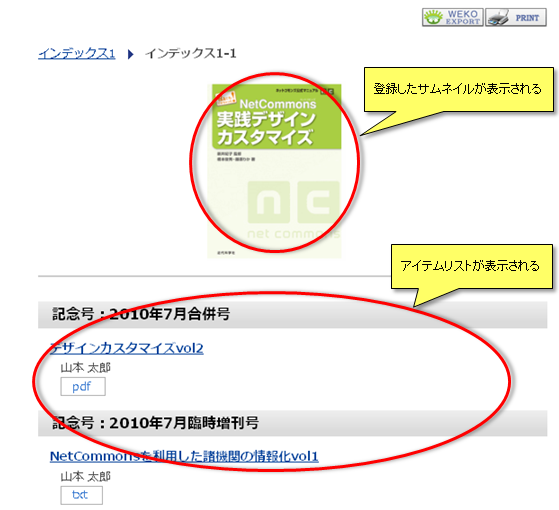 WEKO
EXPORT
PRINT
インデックス1 インデックス1-1
登録したサムネイルが表示される
NetCommons
実践デザイン
カスタマイズ
nc
net commons
アイテムリストが表示される
記念号：2010年7月合併号
デザインカスタマイズvol2
山本 太郎
pdf
記念号：2010年7月臨時増刊号
NetCommonsを利用した諸機関の情報化vol1
山本 太郎
txt